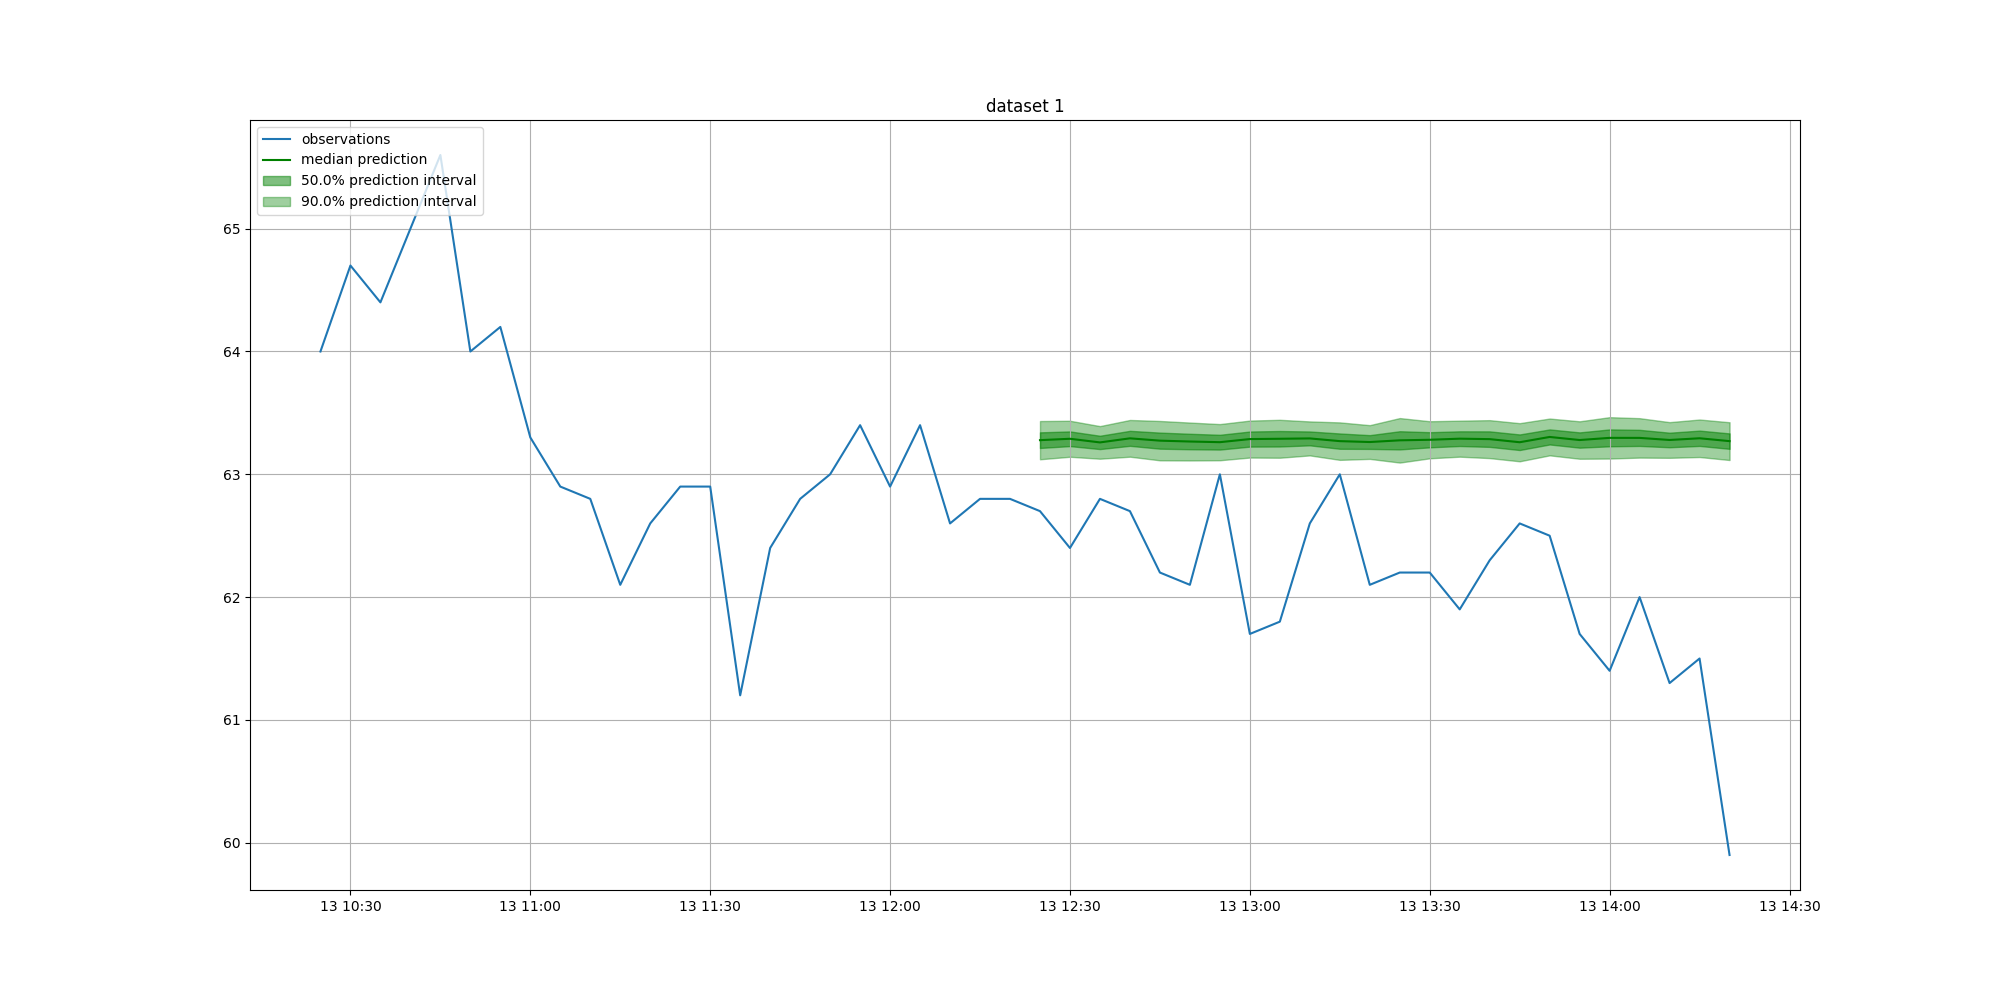 dataset 1
observations
median prediction
50.0% prediction interval
90.0% prediction interval
65
64
63
62
61
60
13 10:30 13 11:00 13 11:30 13 12:00 13 12:30 13 13:00 13 13:30 13 14:00 13 14:30